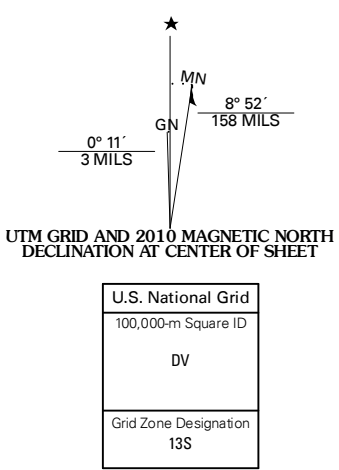 MN
8° 52´
158 MILS
GN
0° 11´
3 MILS
UTM GRID AND 2010 MAGNETIC NORTH
DECLINATION AT CENTER OF SHEET
U.S. National Grid
100,000-m Square ID
DV
Grid Zone Designation
13S